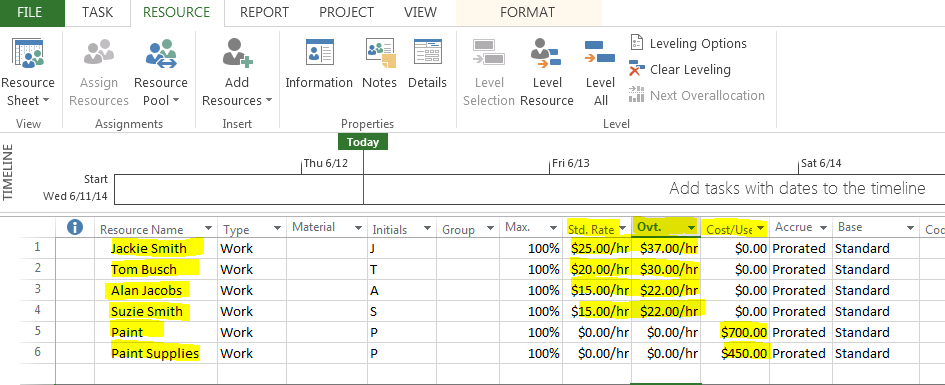 FILE TASK RESOURCE REPORT PROJECT VIEW FORMAT
Resource Sheet
Assign Resources
Resource Pool
Add Resources
Information
Notes
Details
Level Selection
Level Resource
Level All
Leveling Options
Clear Leveling
Next Overallocation
View Assignments Insert Properties Level
TIMELINE
Today
Thu 6/12 Fri 6/13 Sat 6/14
Start
Wed 6/11/14
Add tasks with dates to the timeline
Resource Name Type Material Initials Group Max. Std. Rate Ovt. Cost/Use Accrue Base
1 Jackie Smith Work J 100% $25.00/hr $37.00/hr $0.00 Prorated Standard
2 Tom Busch Work T 100% $20.00/hr $30.00/hr $0.00 Prorated Standard
3 Alan Jacobs Work A 100% $15.00/hr $22.00/hr $0.00 Prorated Standard
4 Suzie Smith Work S 100% $15.00/hr $22.00/hr $0.00 Prorated Standard
5 Paint Work P 100% $0.00/hr $0.00/hr $700.00 Prorated Standard
6 Paint Supplies Work P 100% $0.00/hr $0.00/hr $450.00 Prorated Standard